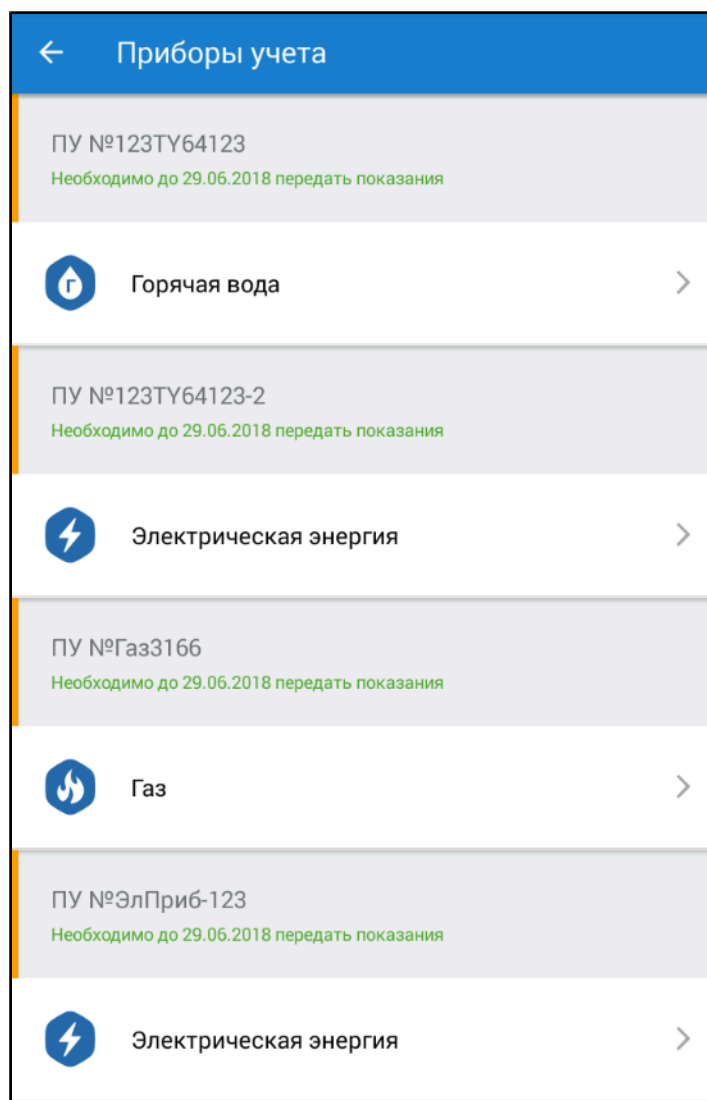 Приборы учета
ПУ №123TY64123
Необходимо до 29.06.2018 передать показания
Г
Горячая вода
ПУ №123TY64123-2
Необходимо до 29.06.2018 передать показания
Электрическая энергия
ПУ №Газ3166
Необходимо до 29.06.2018 передать показания
Газ
ПУ №ЭлПриб-123
Необходимо до 29.06.2018 передать показания
Электрическая энергия